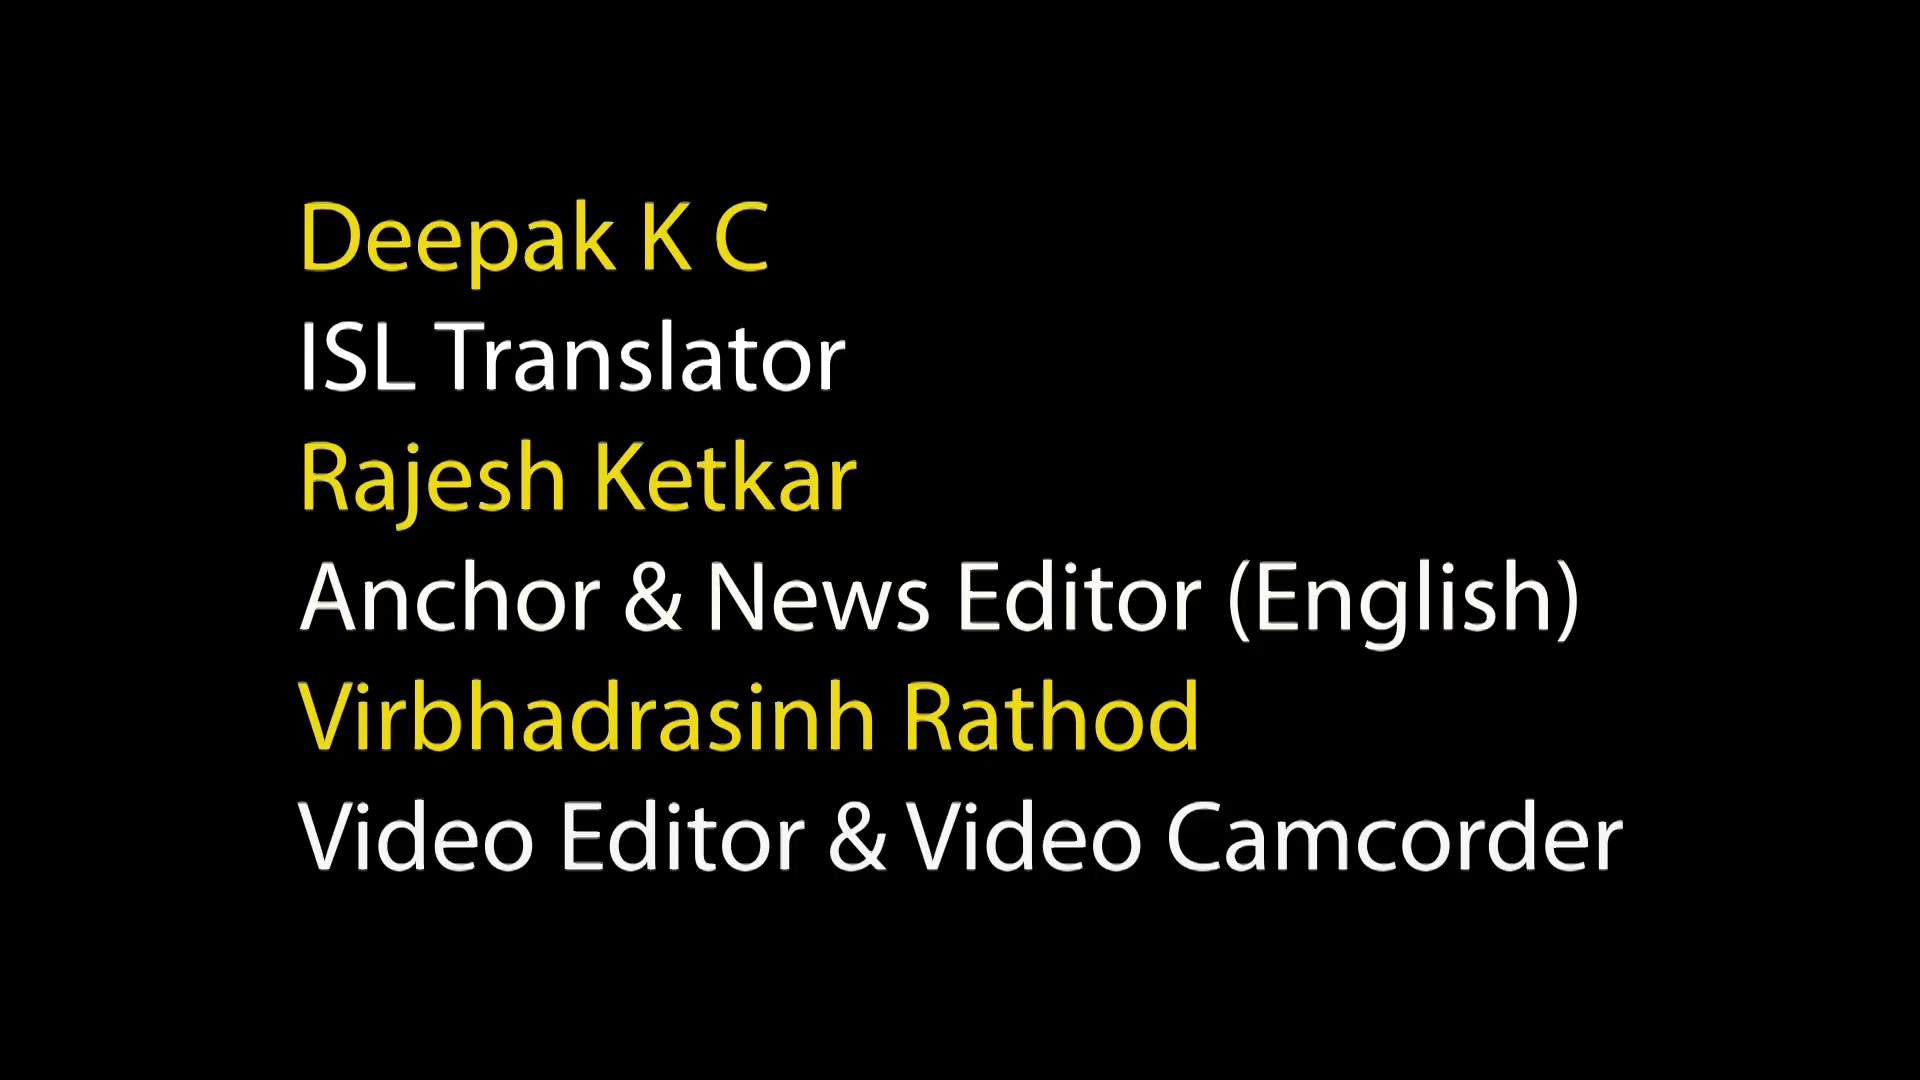 Deepak K C
ISL Translator
Rajesh Ketkar
Anchor & News Editor (English)
Virbhadrasinh Rathod
Video Editor & Video Camcorder